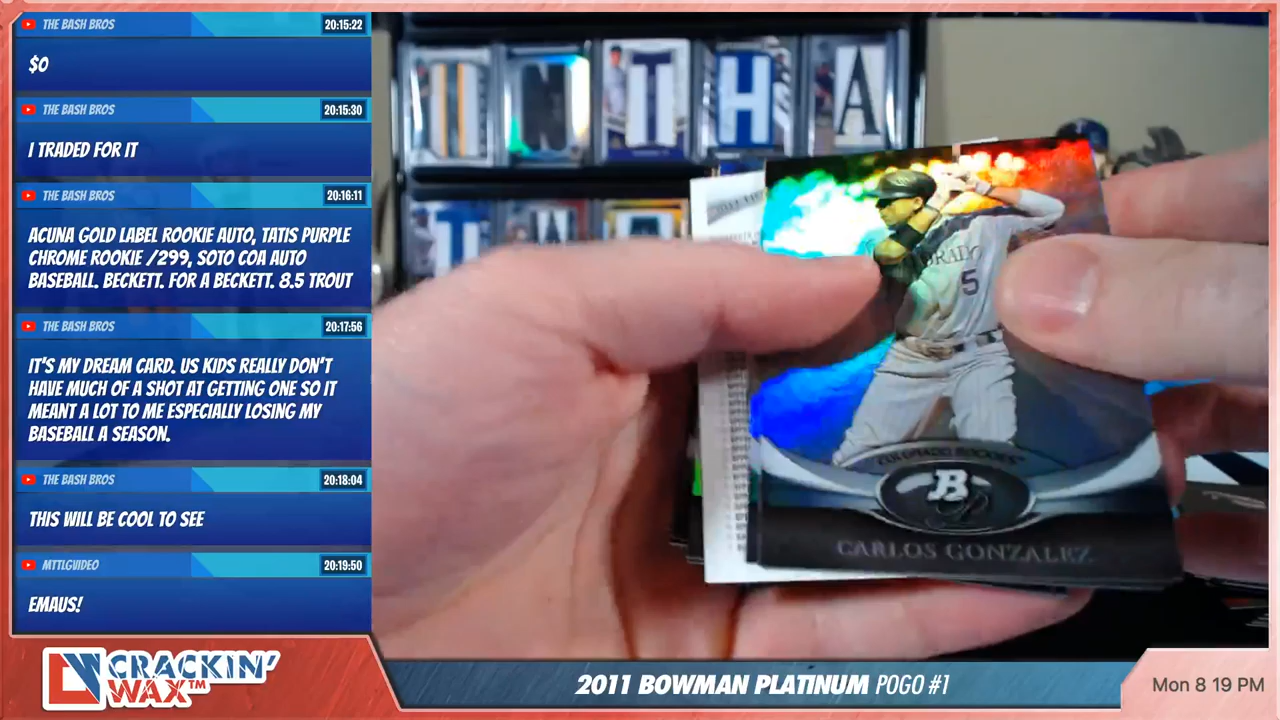 THE BASH BROS
20:15:22
$0
THE BASH BROS
20:15:30
I TRADED FOR IT
THE BASH BROS
20:16:11
ACUNA GOLD LABEL ROOKIE AUTO, TATIS PURPLE
CHROME ROOKIE /299, SOTO COA AUTO
BASEBALL. BECKETT. FOR A BECKETT. 8.5 TROUT
THE BASH BROS
20:17:56
IT'S MY DREAM CARD. US KIDS REALLY DON'T
HAVE MUCH OF A SHOT AT GETTING ONE SO IT
MEANT A LOT TO ME ESPECIALLY LOSING MY
BASEBALL A SEASON.
THE BASH BROS
20:18:04
THIS WILL BE COOL TO SEE
MTTLGVIDEO
20:19:50
EMAUS!
N T H A
5
COLORADO ROCKIES
B
CARLOS GONZALEZ
CRACKIN'
WAX™
2011 BOWMAN PLATINUM POGO #1
Mon 8 19 PM